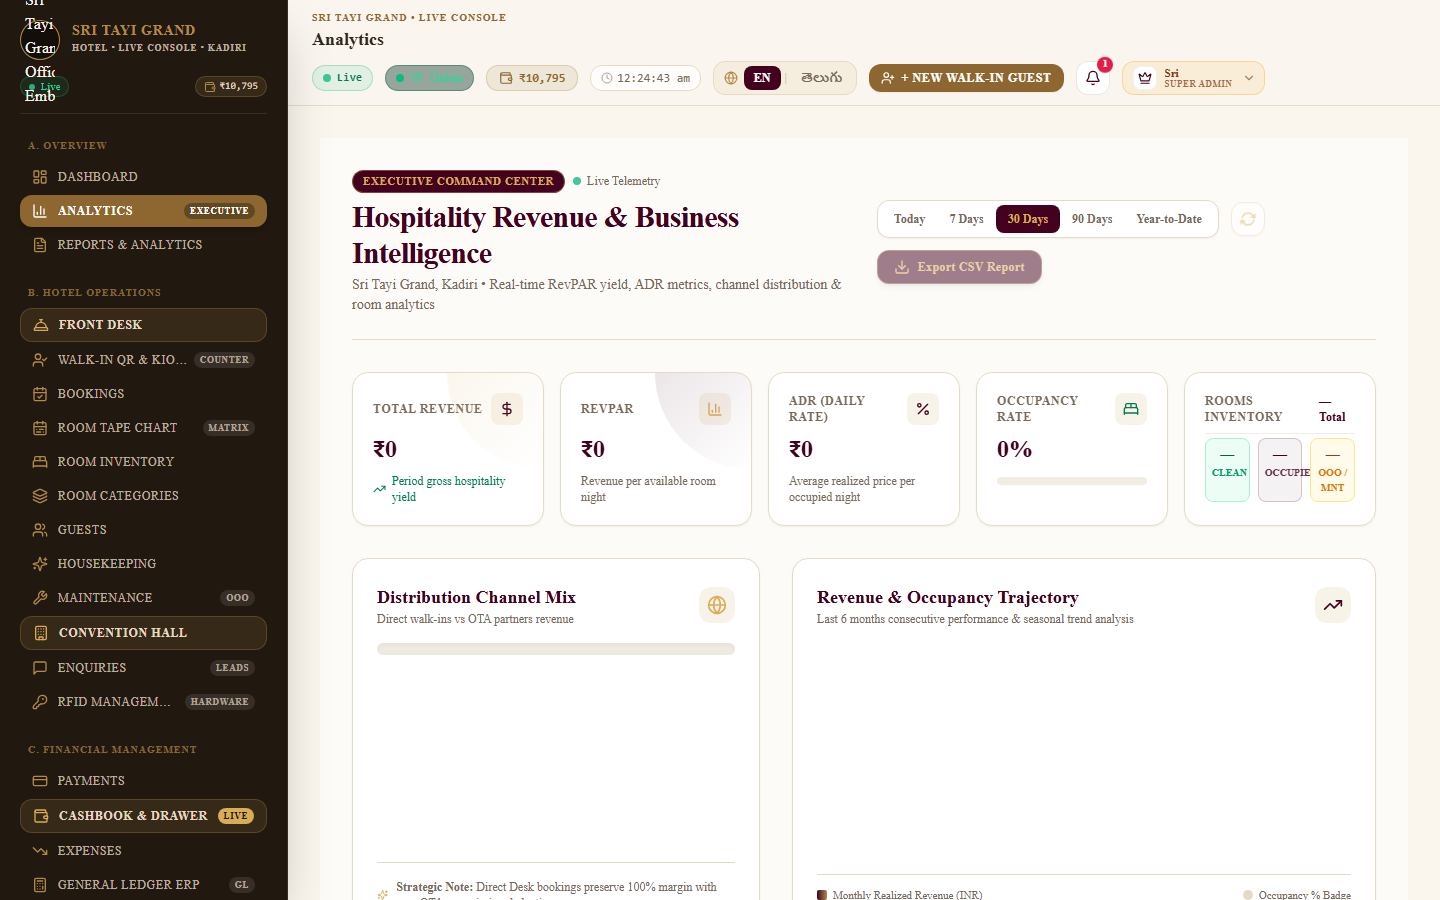 Sri
Tayi
Gran
Offic
Emb
SRI TAYI GRAND
HOTEL • LIVE CONSOLE • KADIRI
Live
₹10,795
A. OVERVIEW
DASHBOARD
ANALYTICS EXECUTIVE
REPORTS & ANALYTICS
B. HOTEL OPERATIONS
FRONT DESK
WALK-IN QR & KIO... COUNTER
BOOKINGS
ROOM TAPE CHART MATRIX
ROOM INVENTORY
ROOM CATEGORIES
GUESTS
HOUSEKEEPING
MAINTENANCE OOO
CONVENTION HALL
ENQUIRIES LEADS
RFID MANAGEM... HARDWARE
C. FINANCIAL MANAGEMENT
PAYMENTS
CASHBOOK & DRAWER LIVE
EXPENSES
GENERAL LEDGER ERP GL
SRI TAYI GRAND • LIVE CONSOLE
Analytics
Live
₹10,795
12:24:43 am
EN | తెలుగు
+ NEW WALK-IN GUEST
1
Sri
SUPER ADMIN
EXECUTIVE COMMAND CENTER
Live Telemetry
Hospitality Revenue & Business
Intelligence
Sri Tayi Grand, Kadiri • Real-time RevPAR yield, ADR metrics, channel distribution &
room analytics
Today 7 Days 30 Days 90 Days Year-to-Date
Export CSV Report
TOTAL REVENUE $
₹0
Period gross hospitality
yield
REVPAR
₹0
Revenue per available room
night
ADR (DAILY
RATE) %
₹0
Average realized price per
occupied night
OCCUPANCY
RATE
0%
ROOMS
INVENTORY
—
Total
—
CLEAN
—
OCCUPIE
—
OOO /
MNT
Distribution Channel Mix
Direct walk-ins vs OTA partners revenue
Strategic Note: Direct Desk bookings preserve 100% margin with
Revenue & Occupancy Trajectory
Last 6 months consecutive performance & seasonal trend analysis
Monthly Realized Revenue (INR)
Occupancy % Badge